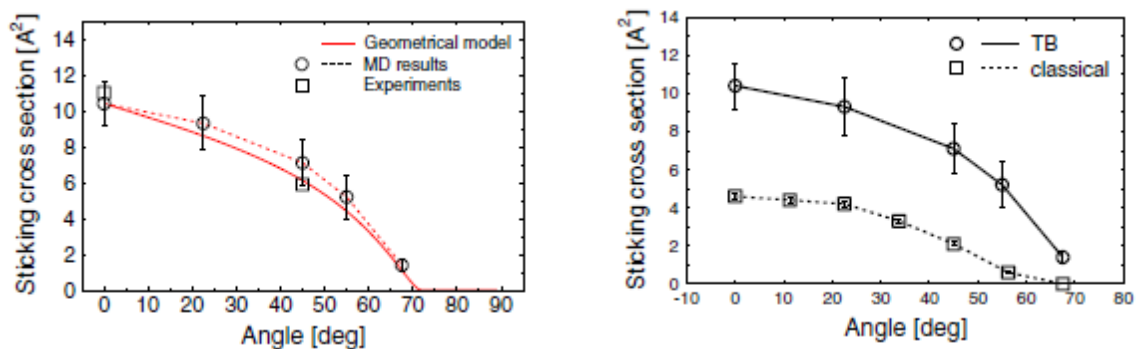 Sticking cross section [A²]
14
12
10
8
6
4
2
0
Geometrical model
MD results
Experiments
0 10 20 30 40 50 60 70 80 90
Angle [deg]
Sticking cross section [A²]
14
12
10
8
6
4
2
0
TB
classical
-10 0 10 20 30 40 50 60 70 80
Angle [deg]